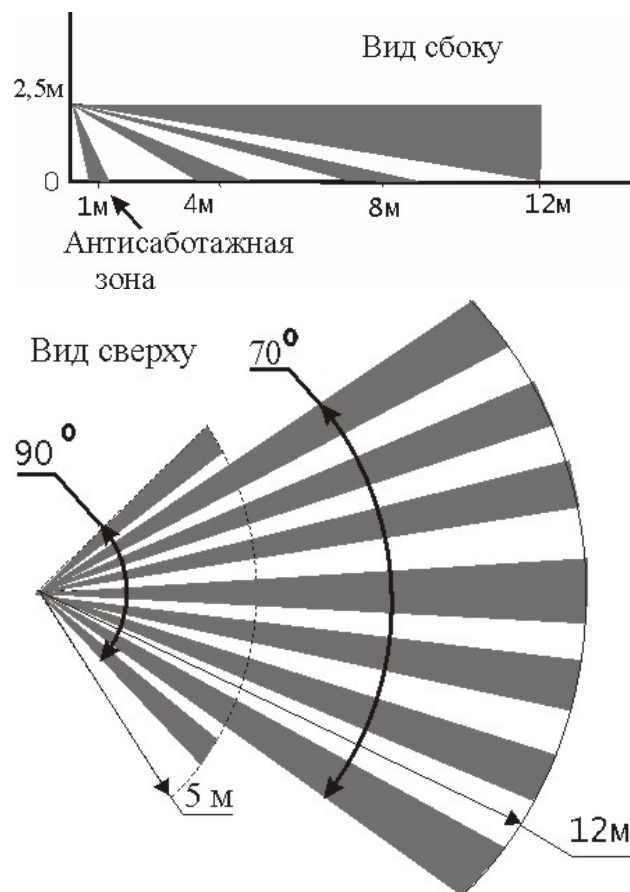 Вид сбоку
2,5м
0
1м 4м 8м 12м
Антисаботажная
зона
Вид сверху
70°
90°
5 м
12м